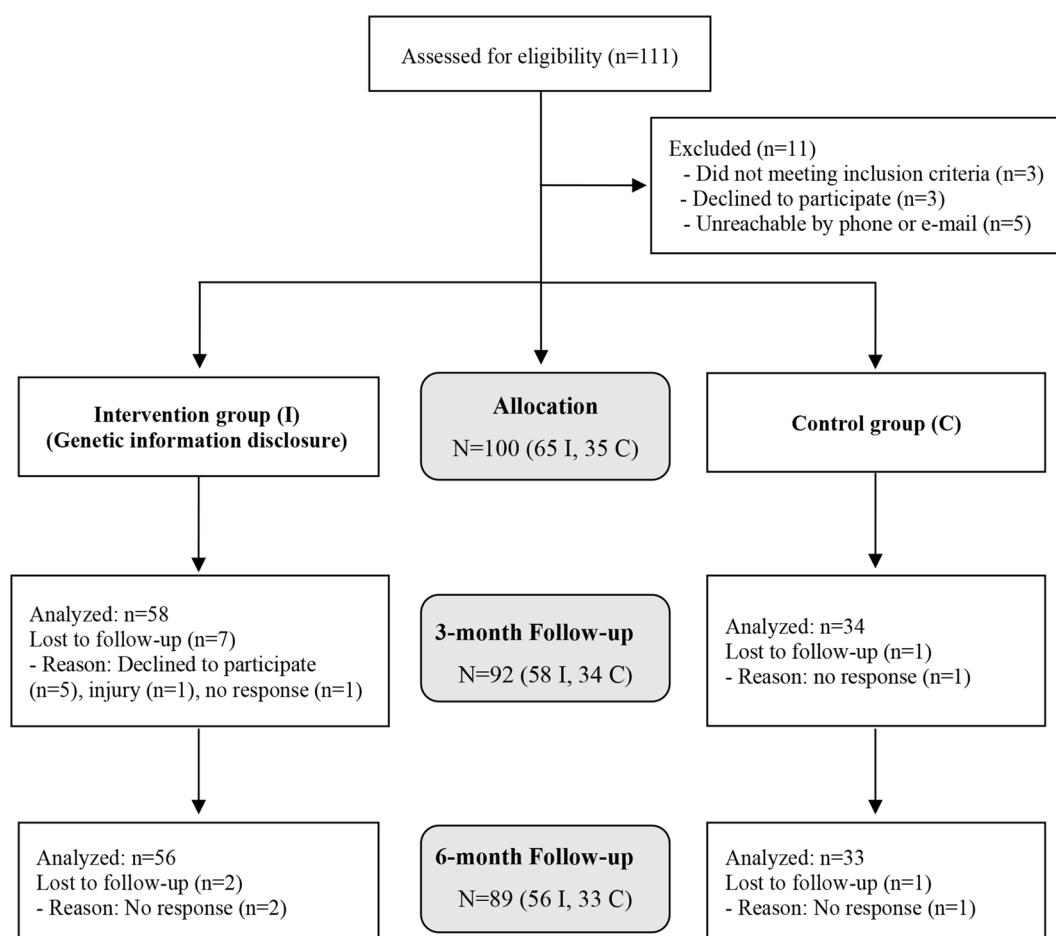 Assessed for eligibility (n=111)
Excluded (n=11)
- Did not meeting inclusion criteria (n=3)
- Declined to participate (n=3)
- Unreachable by phone or e-mail (n=5)
Intervention group (I)
(Genetic information disclosure)
Allocation
N=100 (65 I, 35 C)
Control group (C)
Analyzed: n=58
Lost to follow-up (n=7)
- Reason: Declined to participate
(n=5), injury (n=1), no response (n=1)
3-month Follow-up
N=92 (58 I, 34 C)
Analyzed: n=34
Lost to follow-up (n=1)
- Reason: no response (n=1)
Analyzed: n=56
Lost to follow-up (n=2)
- Reason: No response (n=2)
6-month Follow-up
N=89 (56 I, 33 C)
Analyzed: n=33
Lost to follow-up (n=1)
- Reason: No response (n=1)